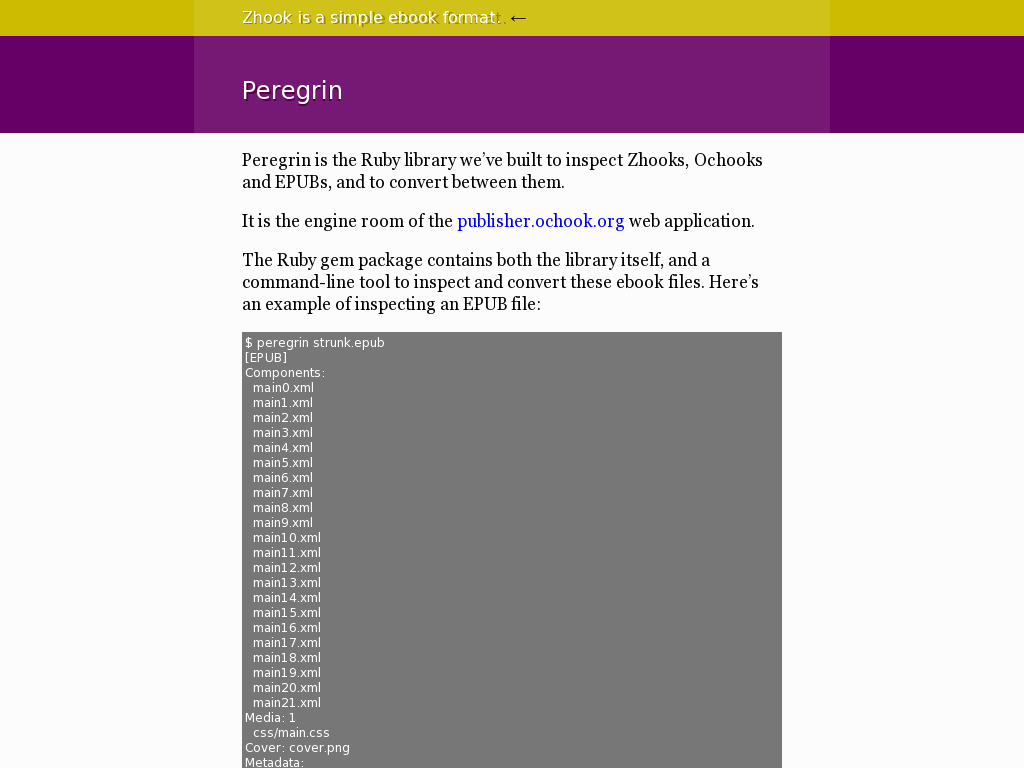 Zhook is a simple ebook format. ←
Peregrin
Peregrin is the Ruby library we’ve built to inspect Zhooks, Ochooks
and EPUBs, and to convert between them.
It is the engine room of the publisher.ochook.org web application.
The Ruby gem package contains both the library itself, and a
command-line tool to inspect and convert these ebook files. Here’s
an example of inspecting an EPUB file:
$ peregrin strunk.epub
[EPUB]
Components:
main0.xml
main1.xml
main2.xml
main3.xml
main4.xml
main5.xml
main6.xml
main7.xml
main8.xml
main9.xml
main10.xml
main11.xml
main12.xml
main13.xml
main14.xml
main15.xml
main16.xml
main17.xml
main18.xml
main19.xml
main20.xml
main21.xml
Media: 1
css/main.css
Cover: cover.png
Metadata: